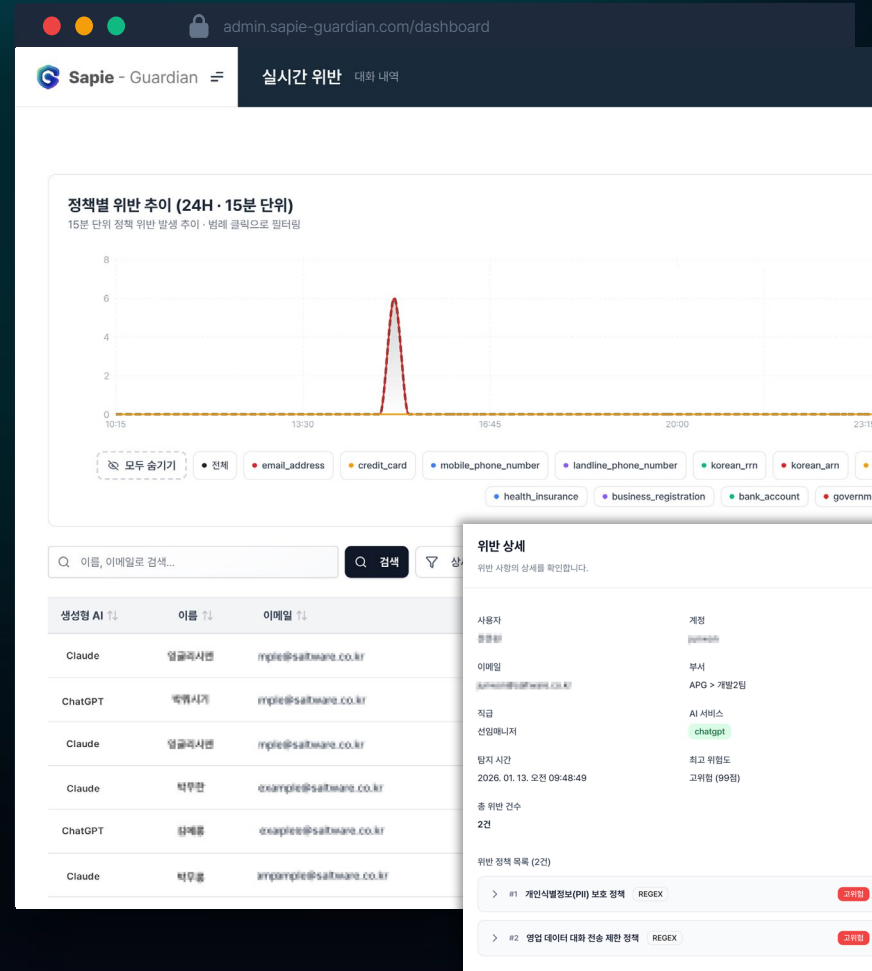 admin.sapie-guardian.com/dashboard
Sapie - Guardian
실시간 위반 대화 내역
정책별 위반 추이 (24H · 15분 단위)
15분 단위 정책 위반 발생 추이 · 범례 클릭으로 필터링
8
6
4
2
0
10:15 13:30 16:45 20:00 23:15
모두 숨기기 전체 email_address credit_card mobile_phone_number landline_phone_number korean_rrn korean_arn
health_insurance business_registration bank_account governm
이름, 이메일로 검색... 검색
생성형 AI 이름 이메일
Claude
ChatGPT
Claude
Claude
ChatGPT
Claude
위반 상세
위반 사항의 상세를 확인합니다.
사용자 계정
이메일 부서
APG > 개발2팀
직급 AI 서비스
선임매니저 chatgpt
탐지 시간 최고 위험도
2026. 01. 13. 오전 09:48:49 고위험 (99점)
총 위반 건수
2건
위반 정책 목록 (2건)
#1 개인식별정보(PII) 보호 정책 REGEX 고위험
#2 영업 데이터 대화 전송 제한 정책 REGEX 고위험